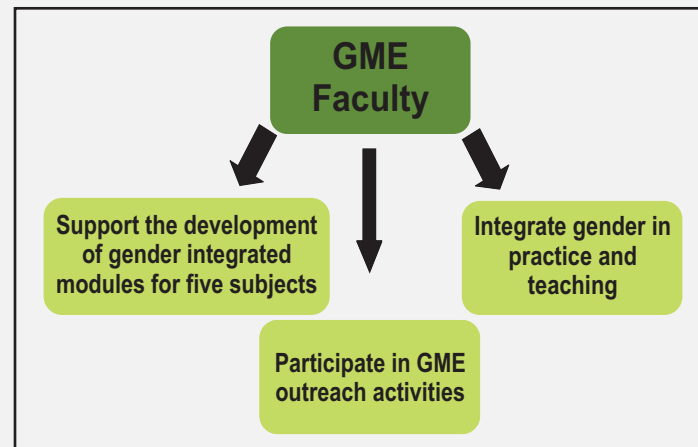 GME
Faculty
Support the development
of gender integrated
modules for five subjects
Integrate gender in
practice and
teaching
Participate in GME
outreach activities